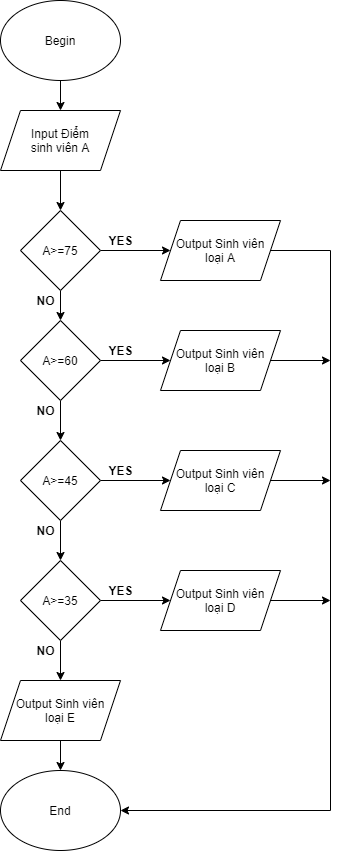 Begin
Input Điểm
sinh viên A
A>=75
YES
Output Sinh viên
loại A
NO
A>=60
YES
Output Sinh viên
loại B
NO
A>=45
YES
Output Sinh viên
loại C
NO
A>=35
YES
Output Sinh viên
loại D
NO
Output Sinh viên
loại E
End